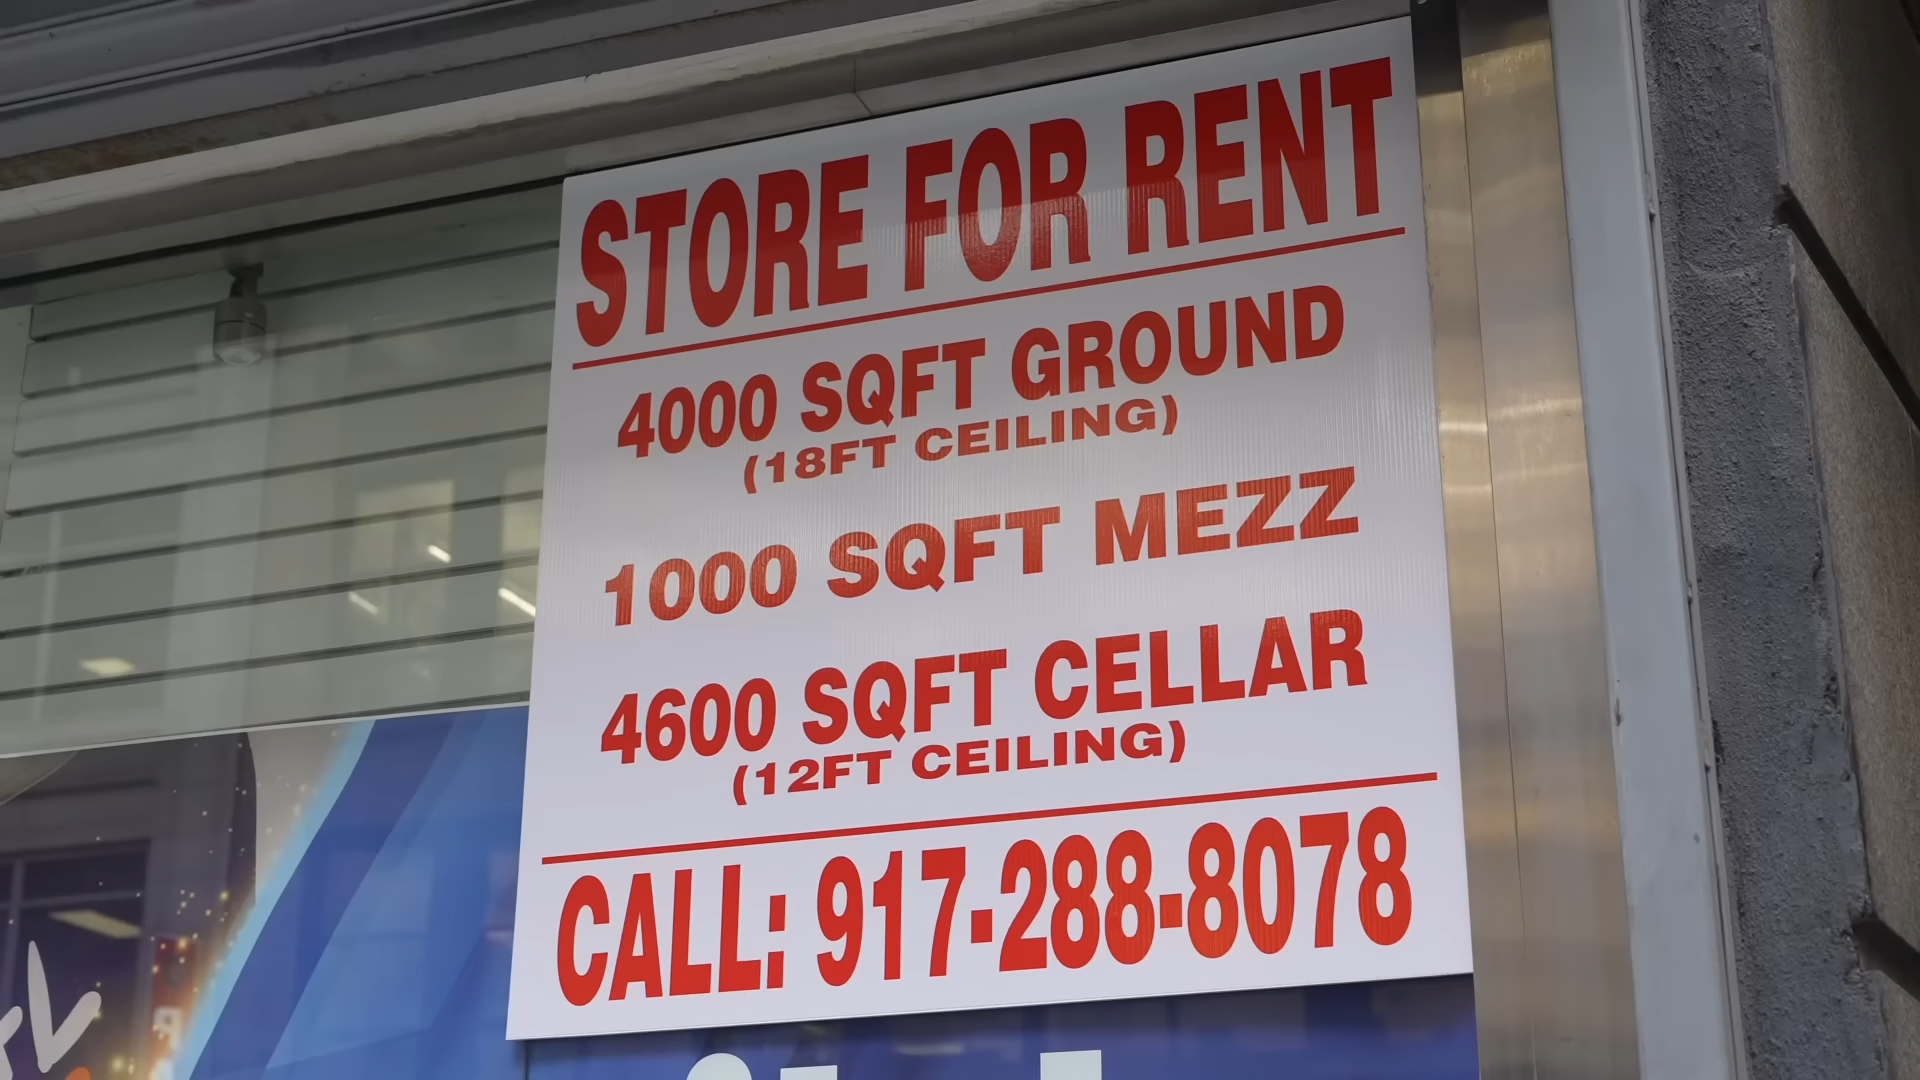 STORE FOR RENT
4000 SQFT GROUND
(18FT CEILING)
1000 SQFT MEZZ
4600 SQFT CELLAR
(12FT CEILING)
CALL: 917-288-8078